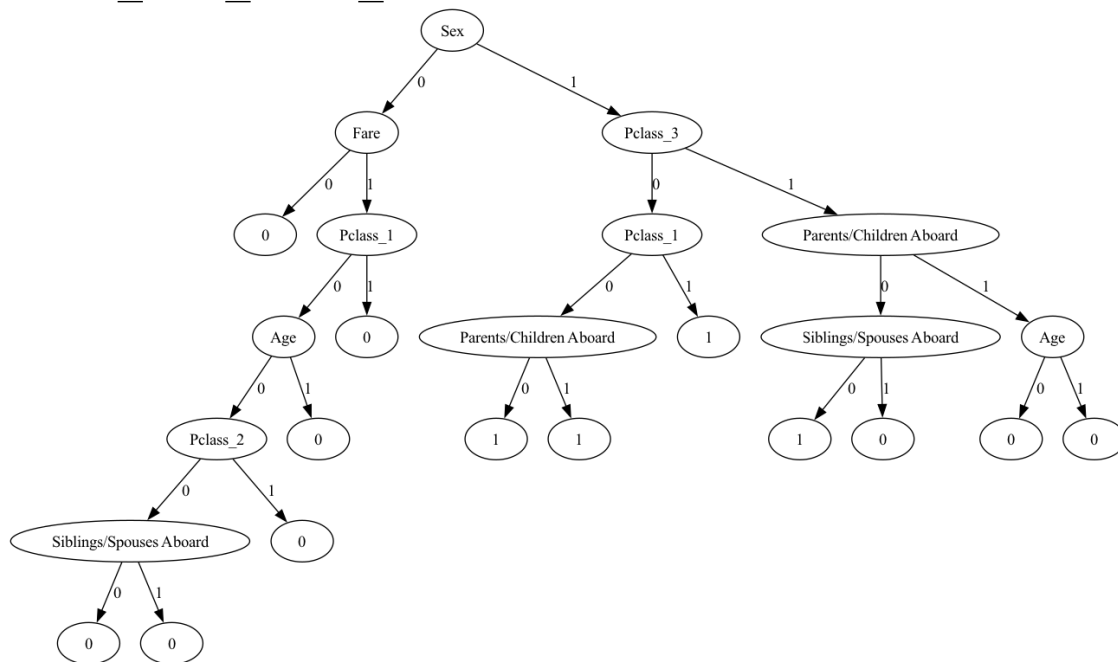 Sex
0 1
Fare Pclass_3
0 1 0 1
0 Pclass_1 Pclass_1 Parents/Children Aboard
0 1 0 1 0 1
Age 0 Parents/Children Aboard 1 Siblings/Spouses Aboard Age
0 1 0 1 0 1 0 1
Pclass_2 0 1 1 1 0 0 0
0 1
Siblings/Spouses Aboard 0
0 1
0 0